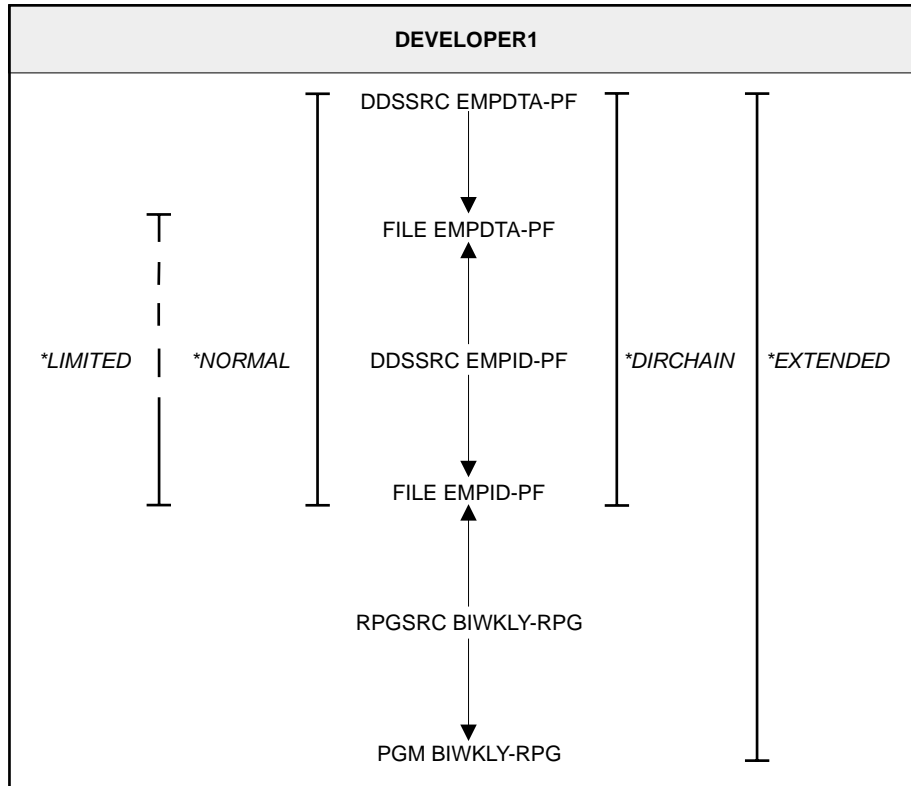 DEVELOPER1
DDSSRC EMPDTA-PF
FILE EMPDTA-PF
*LIMITED
*NORMAL
DDSSRC EMPID-PF
*DIRCHAIN
*EXTENDED
FILE EMPID-PF
RPGSRC BIWKLY-RPG
PGM BIWKLY-RPG